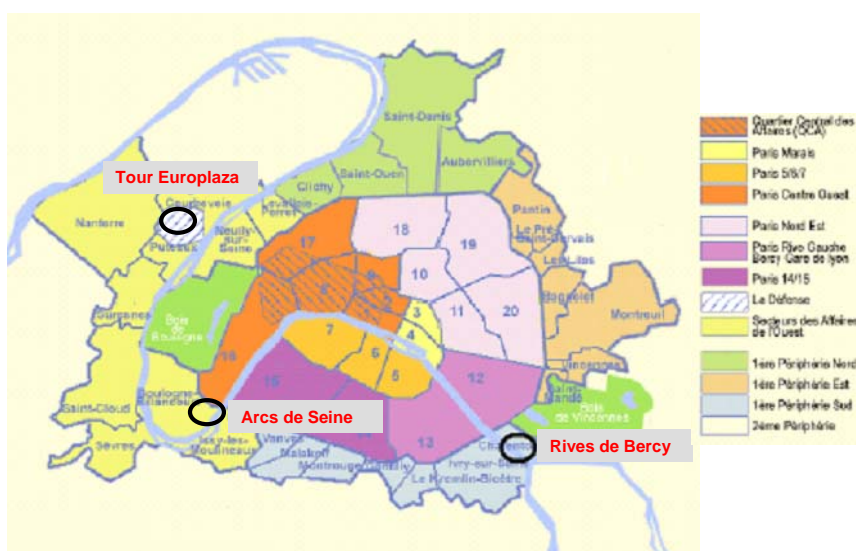 Saint-Denis
Aubervilliers
Saint-Ouen
Clichy
Levallois-
Perret
Tour Europlaza
Courbevoie
Nanterre
Puteaux
Neuilly-
sur-
Seine
Pantin
Le Pré-
Saint-Gervais
Les Lilas
Bagnolet
Montreuil
Vincennes
Saint-
Mandé
Bois
de Vincennes
Suresnes
Bois
de
Boulogne
17
18
19
8
9
10
2
3
11
20
4
7
6
5
16
15
12
13
Saint-Cloud
Boulogne-
Billancourt
Arcs de Seine
Sèvres
Issy-les-
Moulineaux
Vanves
Malakoff
Montrouge
Gentilly
Le Kremlin-Bicêtre
Ivry-sur-Seine
Charenton
Rives de Bercy
Quartier Central des
Affaires (QCA)
Paris Marais
Paris 5/6/7
Paris Centre Ouest
Paris Nord Est
Paris Rive Gauche
Bercy Gare de lyon
Paris 14/15
La Défense
Secteurs des Affaires
de l'Ouest
1ère Périphérie Nord
1ère Périphérie Est
1ère Périphérie Sud
2ème Périphérie